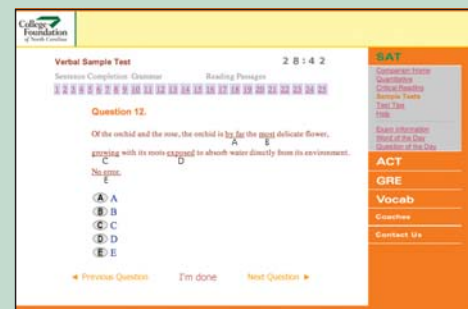 College
Foundation
of North Carolina
Verbal Sample Test
28:42
Sentence Completion Grammar Reading Passages
1 2 3 4 5 6 7 8 9 10 11 12 13 14 15 16 17 18 19 20 21 22 23 24 25
Question 12.
Of the orchid and the rose, the orchid is by far the most delicate flower,
A B
growing with its roots exposed to absorb water directly from its environment.
C D
No error.
E
A A
B B
C C
D D
E E
◄ Previous Question I'm done Next Question ►
SAT
Companion Home
Quantitative
Critical Reading
Sample Tests
Test Tips
Help
Exam Information
Word of the Day
Question of the Day
ACT
GRE
Vocab
Coaches
Contact Us